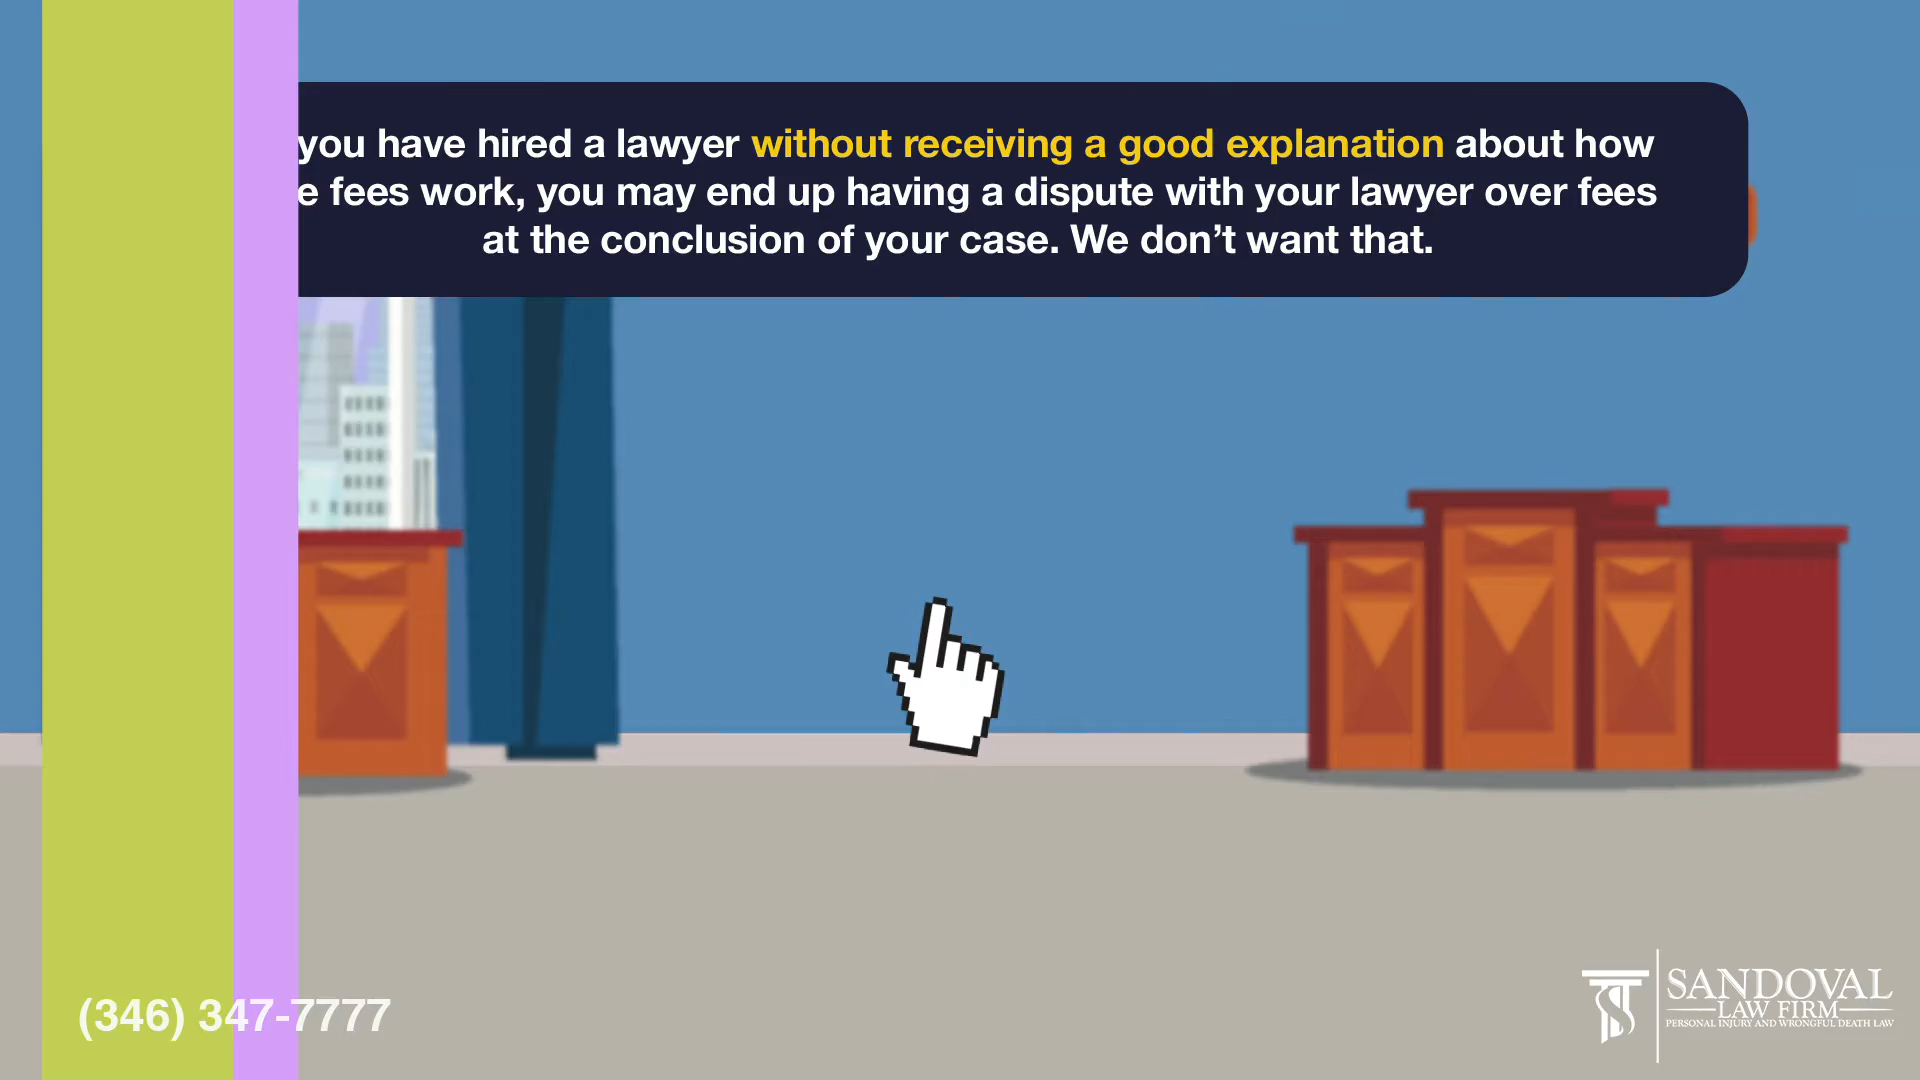 you have hired a lawyer without receiving a good explanation about how
e fees work, you may end up having a dispute with your lawyer over fees
at the conclusion of your case. We don’t want that.
(346) 347-7777
SANDOVAL
LAW FIRM
PERSONAL INJURY AND WRONGFUL DEATH LAW